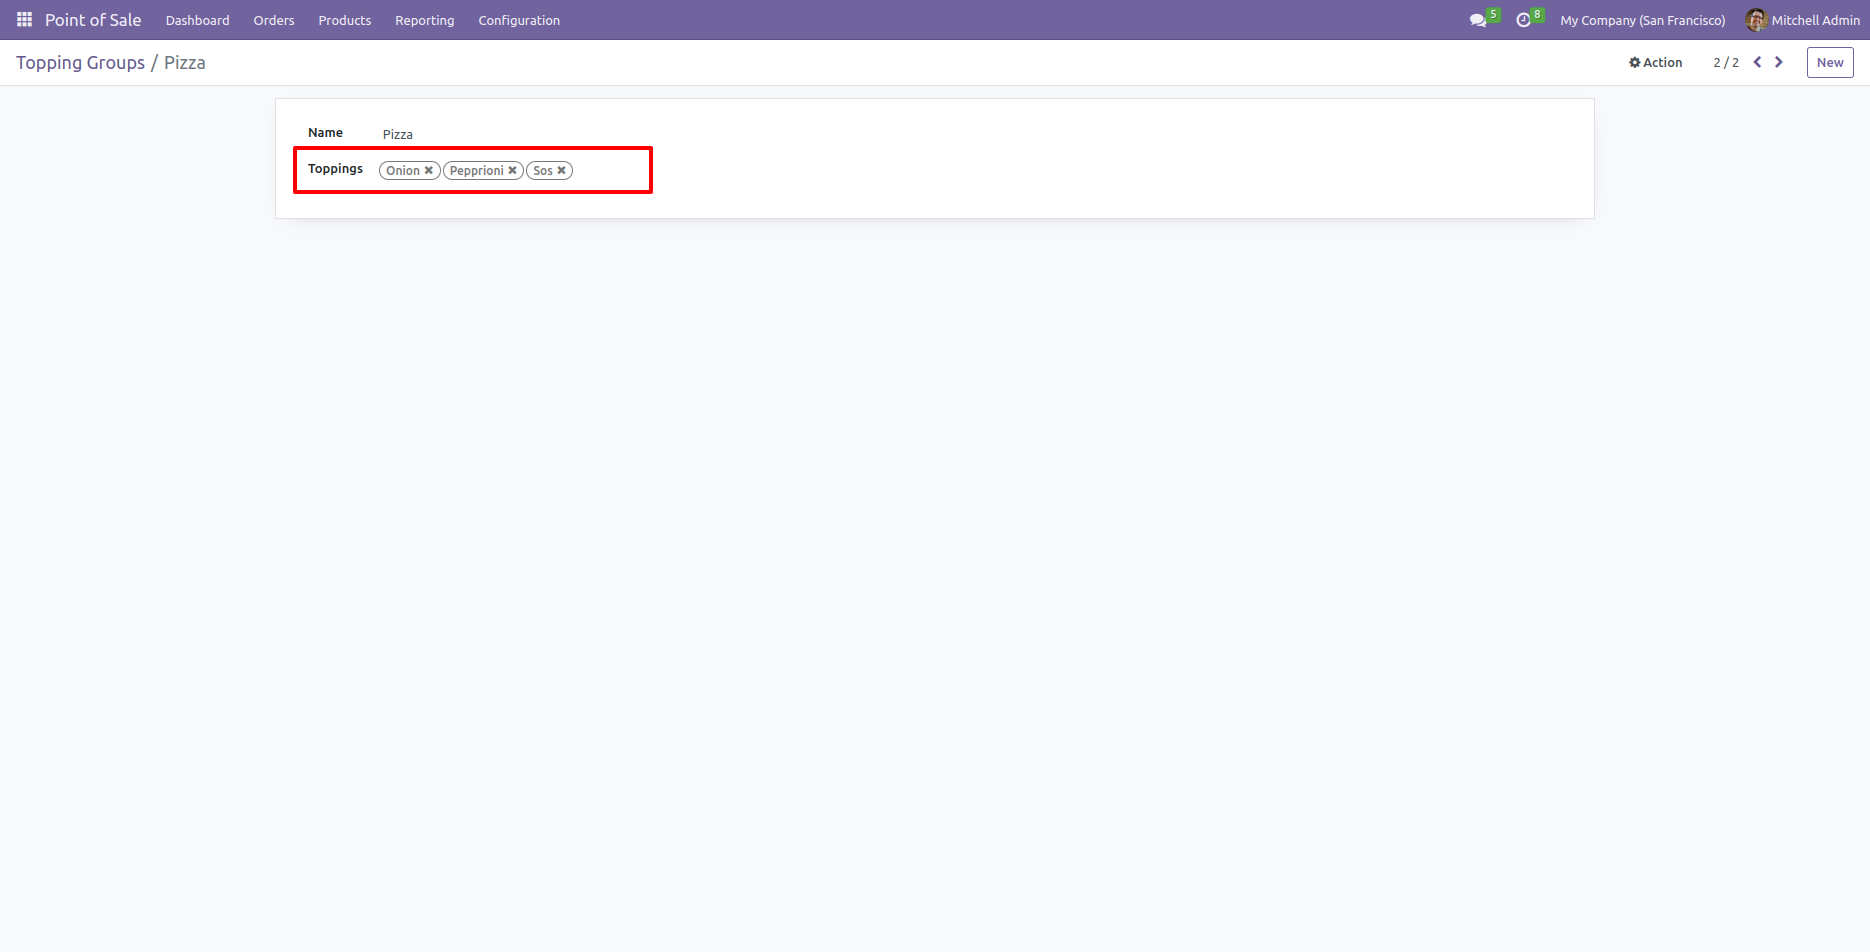 Point of Sale Dashboard Orders Products Reporting Configuration 5 8 My Company (San Francisco) Mitchell Admin
Topping Groups / Pizza Action 2 / 2 New
Name Pizza
Toppings Onion Pepprioni Sos